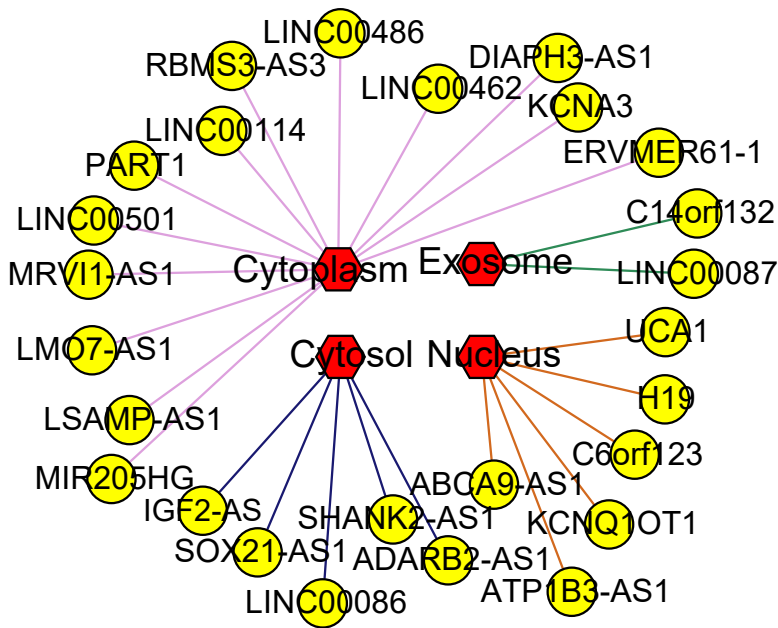 LINC00486
RBMS3-AS3
DIAPH3-AS1
LINC00462
KCNA3
LINC00114
ERVMER61-1
PART1
C14orf132
LINC00501
Cytoplasm
Exosome
MRVI1-AS1
LINC00087
UCA1
LMO7-AS1
Cytosol
Nucleus
H19
LSAMP-AS1
C6orf123
MIR205HG
ABCA9-AS1
IGF2-AS
SHANK2-AS1
KCNQ1OT1
SOX21-AS1
ADARB2-AS1
ATP1B3-AS1
LINC00086